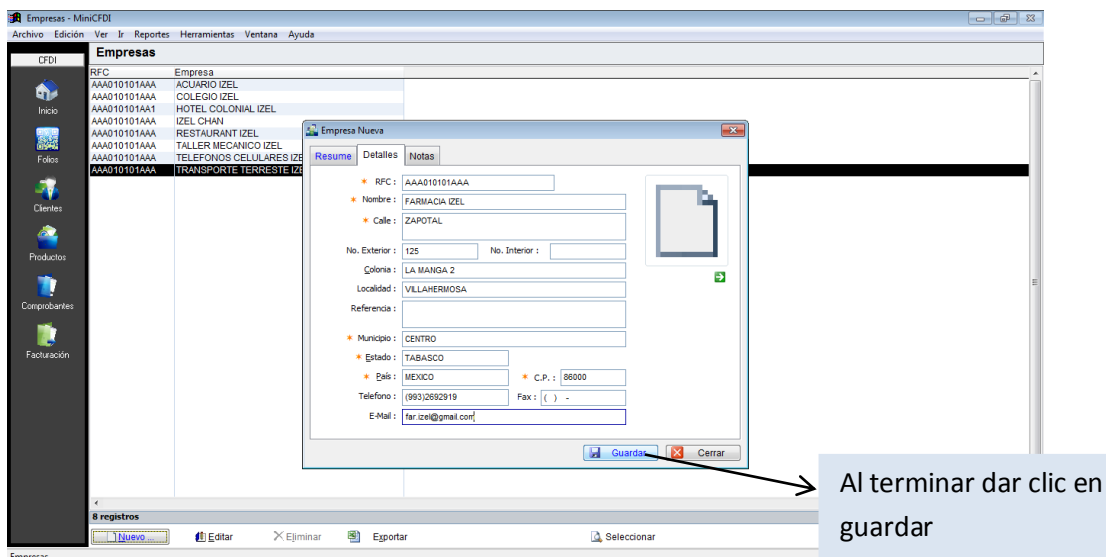 Empresas - MiniCFDI
Archivo Edición Ver Ir Reportes Herramientas Ventana Ayuda
CFDI
Inicio
Folios
Clientes
Productos
Comprobantes
Facturación
Empresas
RFC Empresa
AAA010101AAA ACUARIO IZEL
AAA010101AAA COLEGIO IZEL
AAA010101AA1 HOTEL COLONIAL IZEL
AAA010101AAA IZEL CHAN
AAA010101AAA RESTAURANT IZEL
AAA010101AAA TALLER MECANICO IZEL
AAA010101AAA TELEFONOS CELULARES IZE
AAA010101AAA TRANSPORTE TERRESTE IZE
Empresa Nueva
Resume Detalles Notas
* RFC : AAA010101AAA
* Nombre : FARMACIA IZEL
* Calle : ZAPOTAL
No. Exterior : 125 No. Interior :
Colonia : LA MANGA 2
Localidad : VILLAHERMOSA
Referencia :
* Municipio : CENTRO
* Estado : TABASCO
* País : MEXICO * C.P. : 86000
Telefono : (993)2692919 Fax : ( ) -
E-Mail : far.izel@gmail.com
Guardar Cerrar
Al terminar dar clic en
guardar
8 registros
Nuevo ... Editar Eliminar Exportar Seleccionar
Empresas